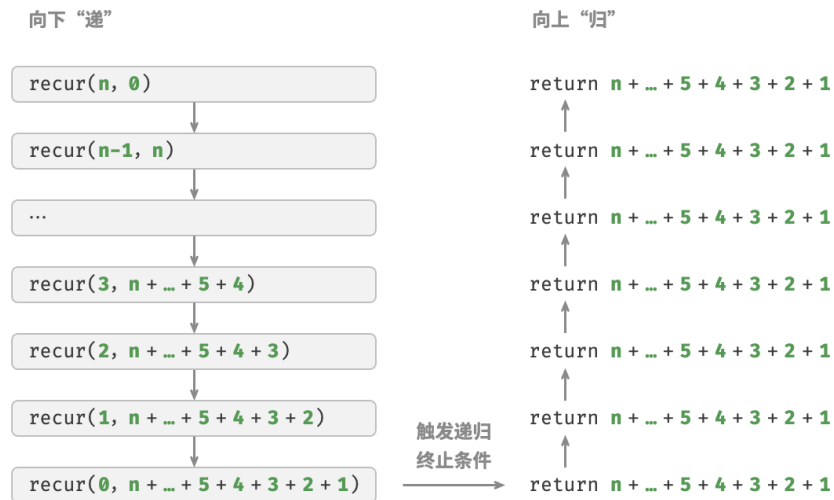 向下“递”
向上“归”
recur(n, 0)
return n + … + 5 + 4 + 3 + 2 + 1
recur(n-1, n)
return n + … + 5 + 4 + 3 + 2 + 1
…
return n + … + 5 + 4 + 3 + 2 + 1
recur(3, n + … + 5 + 4)
return n + … + 5 + 4 + 3 + 2 + 1
recur(2, n + … + 5 + 4 + 3)
return n + … + 5 + 4 + 3 + 2 + 1
recur(1, n + … + 5 + 4 + 3 + 2)
return n + … + 5 + 4 + 3 + 2 + 1
recur(0, n + … + 5 + 4 + 3 + 2 + 1)
触发递归
终止条件
return n + … + 5 + 4 + 3 + 2 + 1